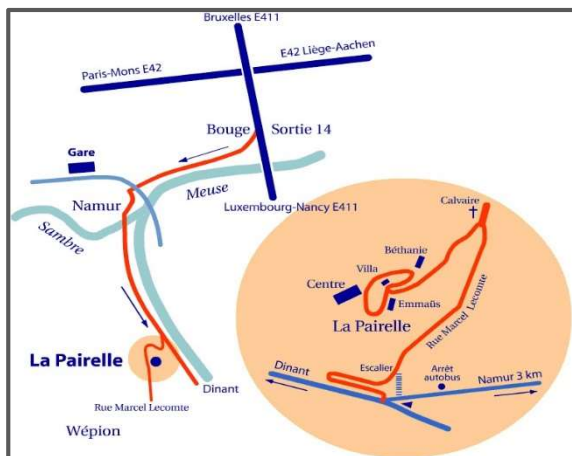 Bruxelles E411
Paris-Mons E42
E42 Liège-Aachen
Bouge
Sortie 14
Gare
Meuse
Namur
Luxembourg-Nancy E411
Sambre
Calvaire
Béthanie
Villa
Centre
Emmaüs
La Pairelle
Rue Marcel Lecomte
La Pairelle
Dinant
Escalier
Arrêt
autobus
Dinant
Namur 3 km
Rue Marcel Lecomte
Wépion